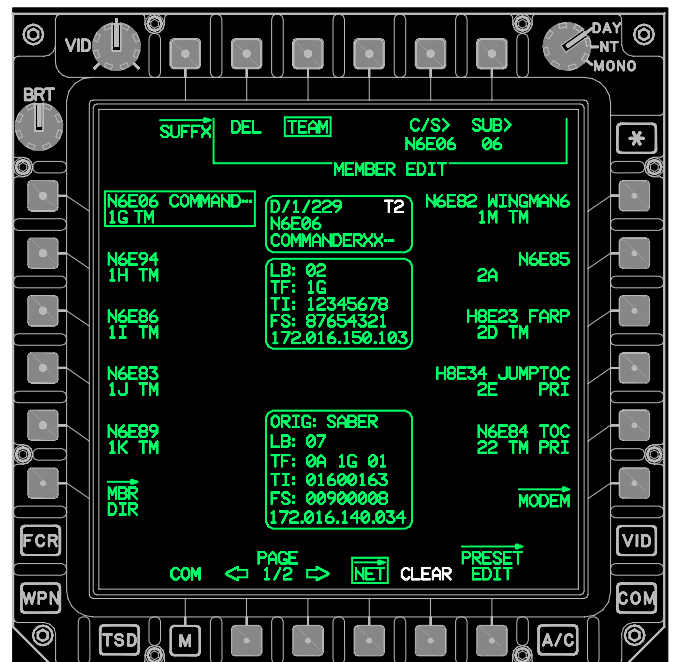 VID
DAY
NT
MONO
BRT
SUFFX DEL TEAM C/S> SUB>
N6E06 06
MEMBER EDIT
*
N6E06 COMMAND┄
1G TM
D/1/229 T2
N6E06
COMMANDERXX┄
N6E82 WINGMAN6
1M TM
N6E94
1H TM
LB: 02
TF: 1G
TI: 12345678
FS: 87654321
172.016.150.103
N6E85
2A
N6E86
1I TM
H8E23 FARP
2D TM
N6E83
1J TM
H8E34 JUMPTOC
2E PRI
N6E89
1K TM
ORIG: SABER
LB: 07
TF: 0A 1G 01
TI: 01600163
FS: 00900008
172.016.140.034
N6E84 TOC
22 TM PRI
MBR
DIR
MODEM
FCR
VID
COM
PAGE
1/2
NET
CLEAR
PRESET
EDIT
WPN
COM
TSD
M
A/C